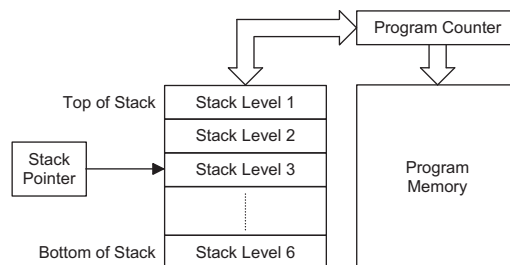 Program Counter
Top of Stack
Stack Level 1
Stack Level 2
Stack
Pointer
Stack Level 3
Program
Memory
Bottom of Stack
Stack Level 6